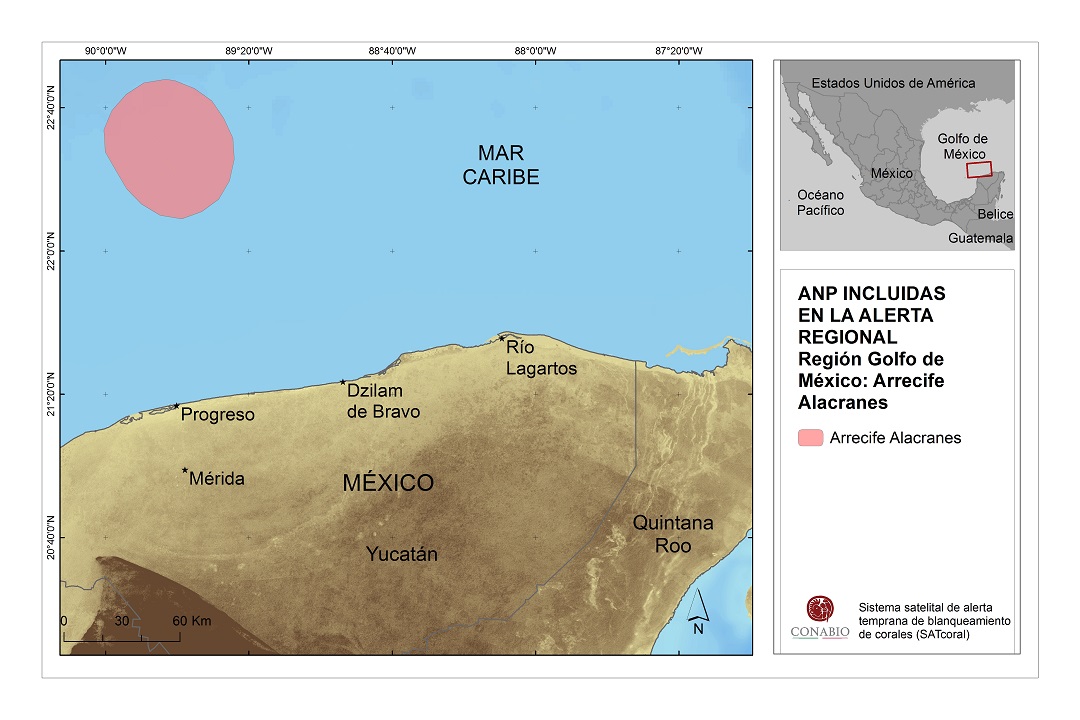 90°0'0"W 89°20'0"W 88°40'0"W 88°0'0"W 87°20'0"W
22°40'0"N
22°0'0"N
21°20'0"N
20°40'0"N
MAR
CARIBE
Río
Lagartos
Dzilam
de Bravo
Progreso
Mérida
MÉXICO
Yucatán
Quintana
Roo
0 30 60 Km
N
Estados Unidos de América
Golfo de
México
México
Océano
Pacífico
Belice
Guatemala
ANP INCLUIDAS
EN LA ALERTA
REGIONAL
Región Golfo de
México: Arrecife
Alacranes
Arrecife Alacranes
CONABIO
Sistema satelital de alerta
temprana de blanqueamiento
de corales (SATcoral)